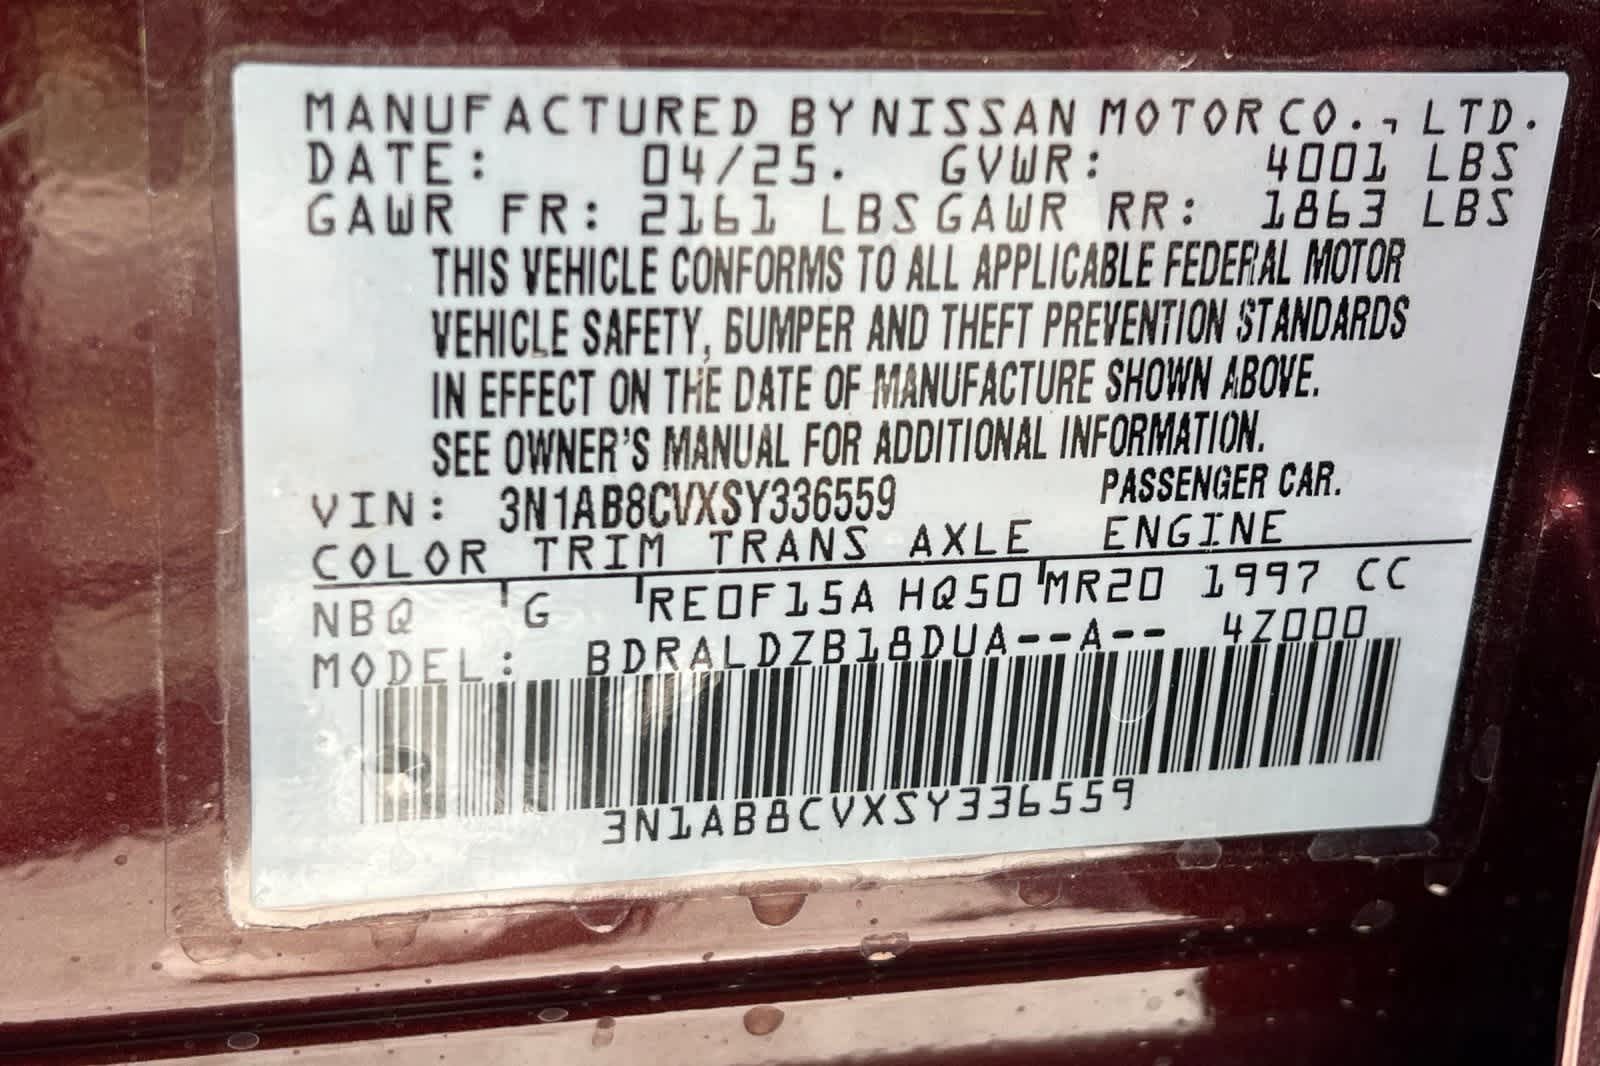 MANUFACTURED BY NISSAN MOTOR CO., LTD.
DATE: 04/25. GVWR: 4001 LBS
GAWR FR: 2161 LBS GAWR RR: 1863 LBS
THIS VEHICLE CONFORMS TO ALL APPLICABLE FEDERAL MOTOR
VEHICLE SAFETY, BUMPER AND THEFT PREVENTION STANDARDS
IN EFFECT ON THE DATE OF MANUFACTURE SHOWN ABOVE.
SEE OWNER'S MANUAL FOR ADDITIONAL INFORMATION.
VIN: 3N1AB8CVXSY336559 PASSENGER CAR.
COLOR TRIM TRANS AXLE ENGINE
NBQ G RE0F15A HQ50 MR20 1997 CC
MODEL: BDRALDZB18DUA--A-- 4Z000
3N1AB8CVXSY336559